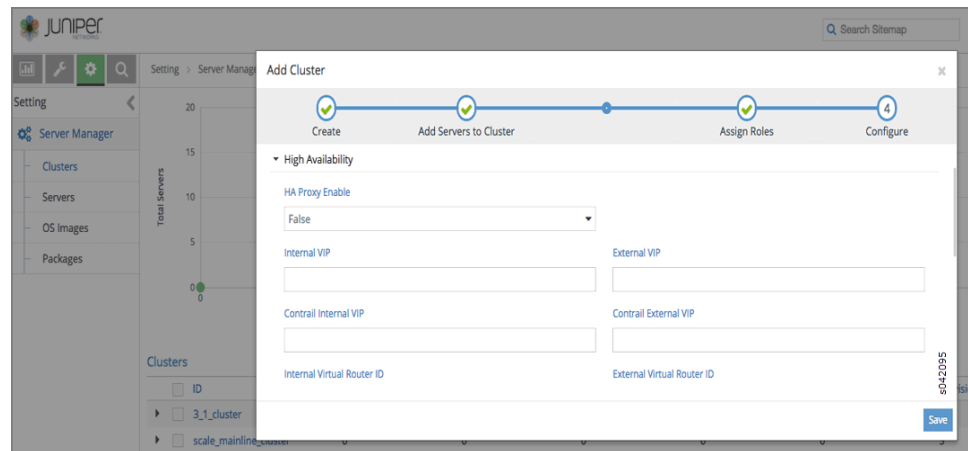 JUNIPER
NETWORKS
Search Sitemap
Setting > Server Manage
Add Cluster
×
Setting
Server Manager
Clusters
Servers
OS Images
Packages
Total Servers
20
15
10
5
0
0
Create
Add Servers to Cluster
Assign Roles
4
Configure
High Availability
HA Proxy Enable
False
Internal VIP
External VIP
Contrail Internal VIP
Contrail External VIP
Internal Virtual Router ID
External Virtual Router ID
s042095
Save
Clusters
ID
3_1_cluster
scale_mainline_cluster